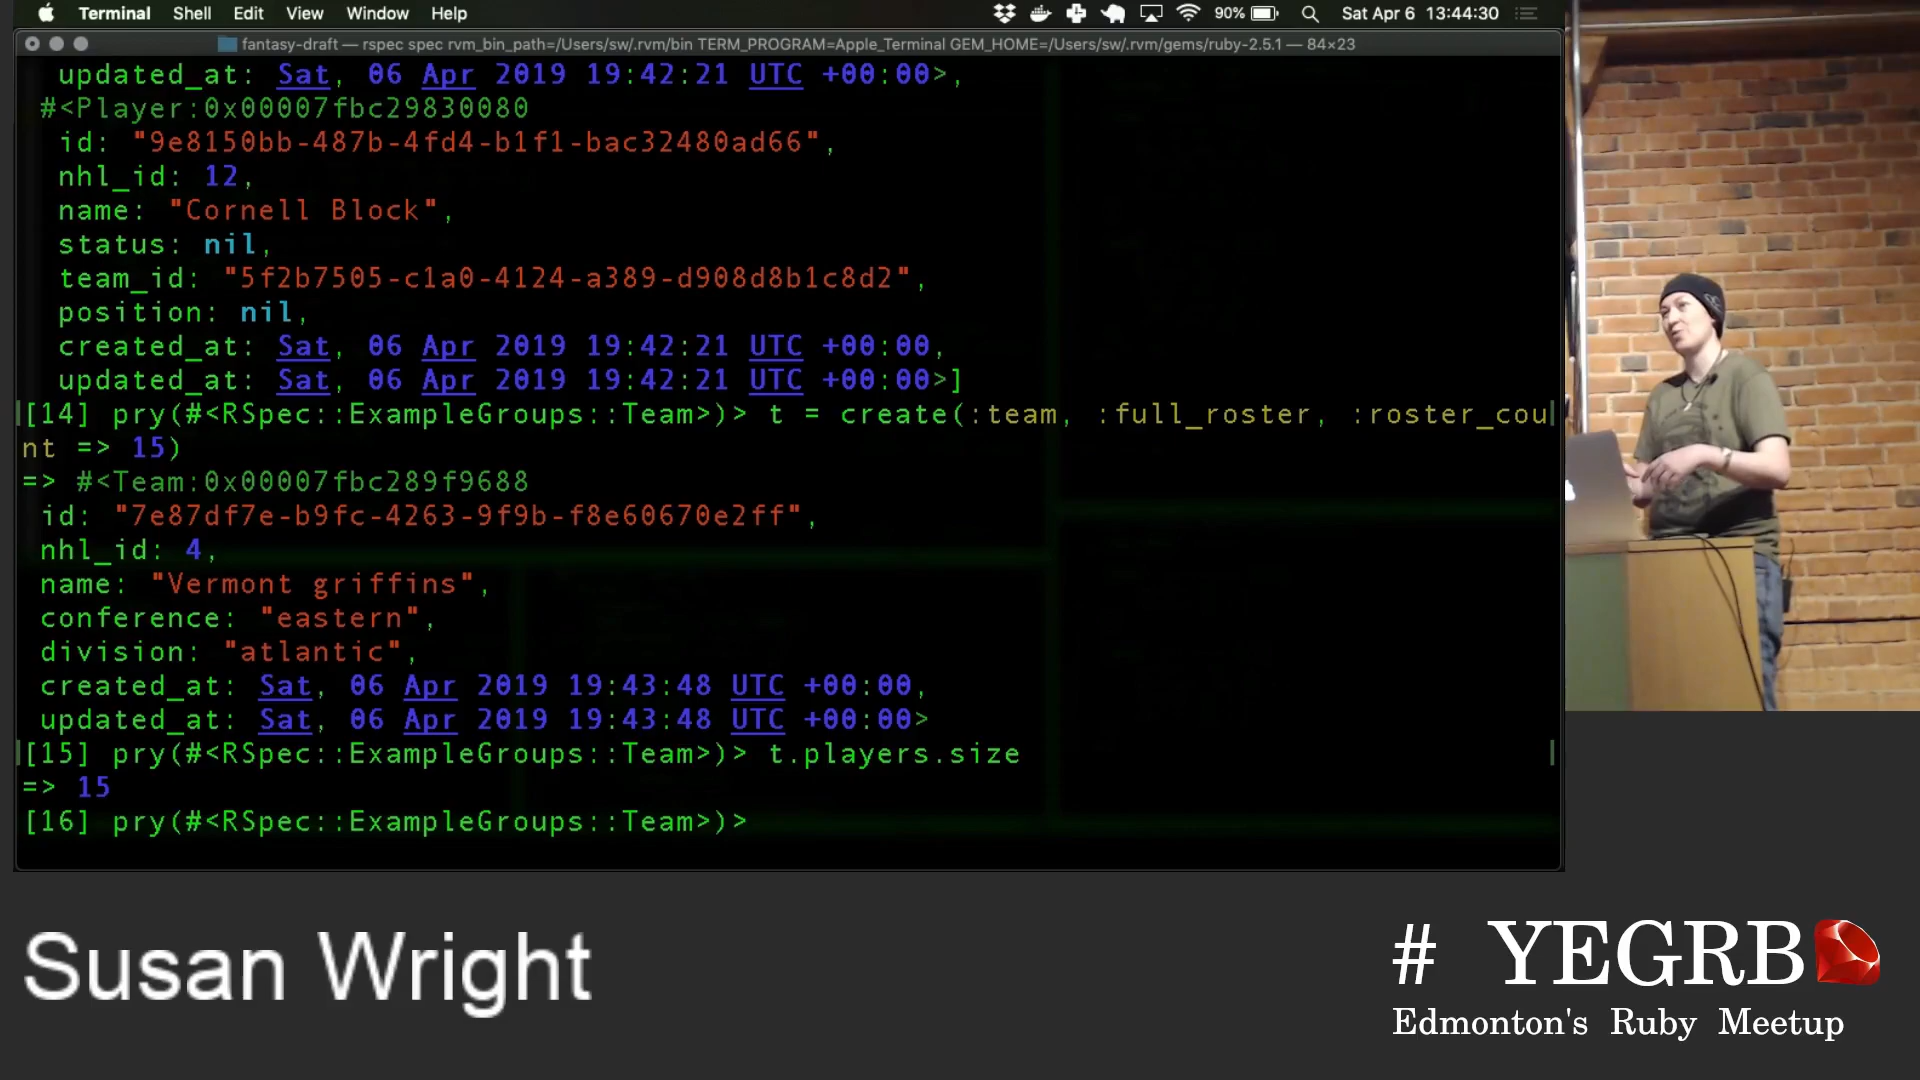 Terminal Shell Edit View Window Help 90% Sat Apr 6 13:44:30
fantasy-draft — rspec spec rvm_bin_path=/Users/sw/.rvm/bin TERM_PROGRAM=Apple_Terminal GEM_HOME=/Users/sw/.rvm/gems/ruby-2.5.1 — 84×23
updated_at: Sat, 06 Apr 2019 19:42:21 UTC +00:00>,
#<Player:0x00007fbc29830080
id: "9e8150bb-487b-4fd4-b1f1-bac32480ad66",
nhl_id: 12,
name: "Cornell Block",
status: nil,
team_id: "5f2b7505-c1a0-4124-a389-d908d8b1c8d2",
position: nil,
created_at: Sat, 06 Apr 2019 19:42:21 UTC +00:00,
updated_at: Sat, 06 Apr 2019 19:42:21 UTC +00:00>]
[14] pry(#<RSpec::ExampleGroups::Team>)> t = create(:team, :full_roster, :roster_cou
nt => 15)
=> #<Team:0x00007fbc289f9688
id: "7e87df7e-b9fc-4263-9f9b-f8e60670e2ff",
nhl_id: 4,
name: "Vermont griffins",
conference: "eastern",
division: "atlantic",
created_at: Sat, 06 Apr 2019 19:43:48 UTC +00:00,
updated_at: Sat, 06 Apr 2019 19:43:48 UTC +00:00>
[15] pry(#<RSpec::ExampleGroups::Team>)> t.players.size
=> 15
[16] pry(#<RSpec::ExampleGroups::Team>)>
Susan Wright
# YEGRB
Edmonton's Ruby Meetup